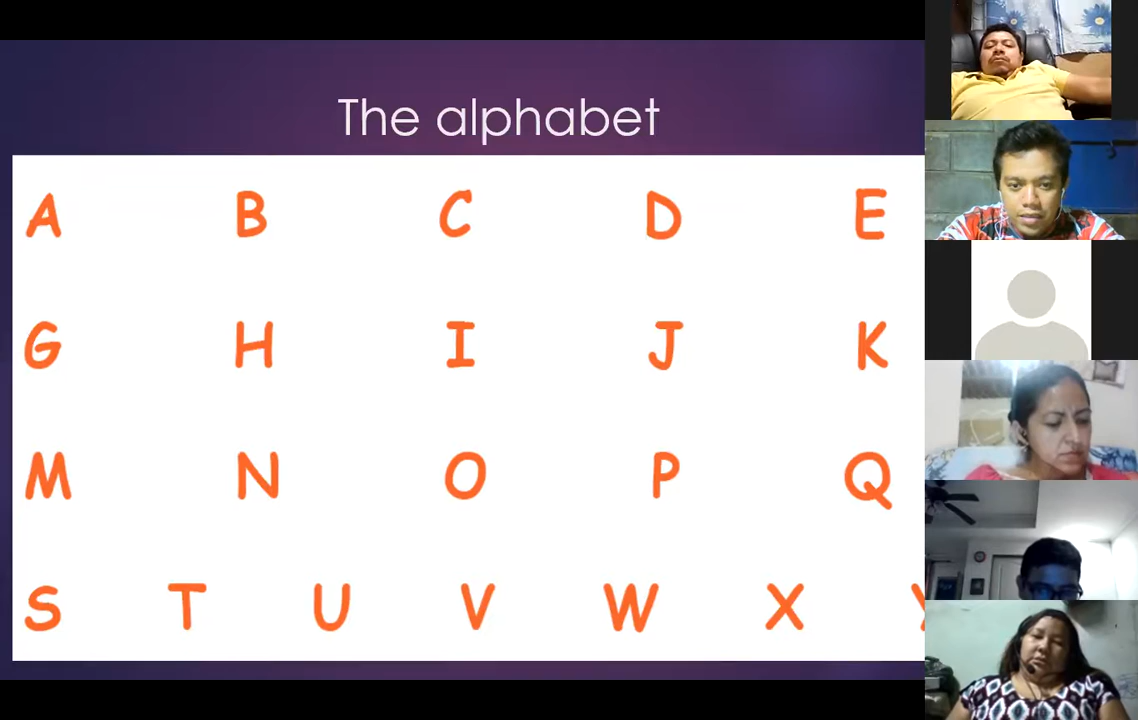 The alphabet
A B C D E
G H I J K
M N O P Q
S T U V W X